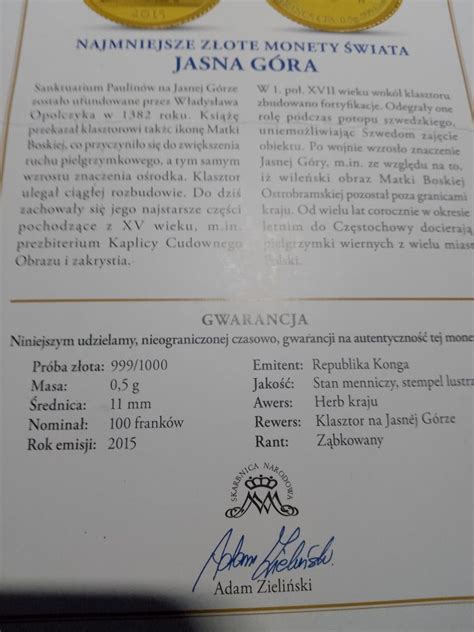 2015
NAJMNIEJSZE ZŁOTE MONETY ŚWIATA
JASNA GÓRA
Sanktuarium Paulinów na Jasnej Górze
zostało ufundowane przez Władysława
Opolczyka w 1382 roku. Książę
przekazał klasztorowi także ikonę Matki
Boskiej, co przyczyniło się do zwiększenia
ruchu pielgrzymkowego, a tym samym
wzrostu znaczenia ośrodka. Klasztor
ulegał ciągłej rozbudowie. Do dziś
zachowały się jego najstarsze części
pochodzące z XV wieku, m.in.
prezbiterium Kaplicy Cudownego
Obrazu i zakrystia.
W 1. poł. XVII wieku wokół klasztoru
zbudowano fortyfikacje. Odegrały one
rolę podczas potopu szwedzkiego,
uniemożliwiając Szwedom zajęcie
obiektu. Po wojnie wzrosło znaczenie
Jasnej Góry, m.in. ze względu na to,
iż wileński obraz Matki Boskiej
Ostrobramskiej pozostał poza granicami
kraju. Od wielu lat corocznie w okresie
letnim do Częstochowy docierają
pielgrzymki wiernych z wielu miast
Polski.
GWARANCJA
Niniejszym udzielamy, nieograniczonej czasowo, gwarancji na autentyczność tej mone
Próba złota: 999/1000
Masa: 0,5 g
Średnica: 11 mm
Nominał: 100 franków
Rok emisji: 2015
Emitent: Republika Konga
Jakość: Stan menniczy, stempel lustrz
Awers: Herb kraju
Rewers: Klasztor na Jasnej Górze
Rant: Ząbkowany
SKARBNICA NARODOWA
Adam Zieliński
Adam Zieliński